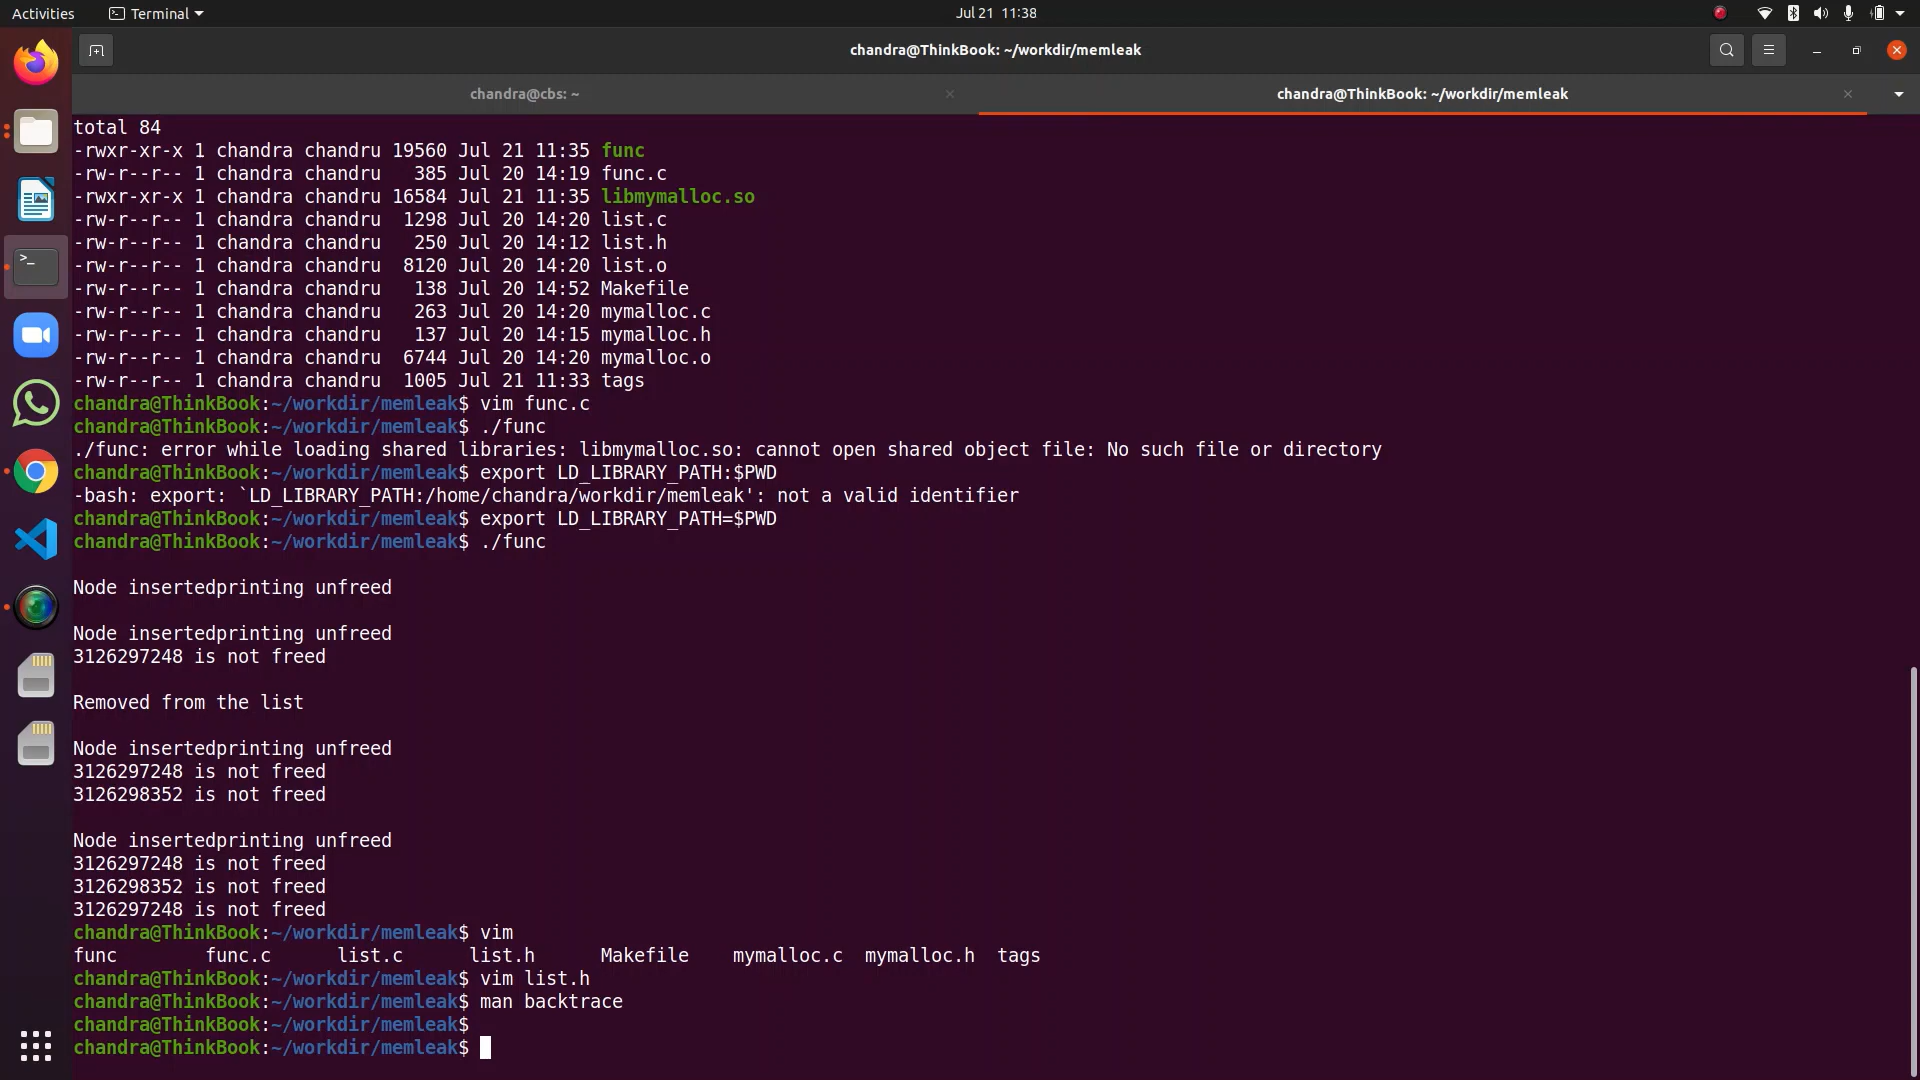 Activities Terminal Jul 21 11:38
chandra@ThinkBook: ~/workdir/memleak
chandra@cbs: ~ chandra@ThinkBook: ~/workdir/memleak
total 84
-rwxr-xr-x 1 chandra chandru 19560 Jul 21 11:35 func
-rw-r--r-- 1 chandra chandru   385 Jul 20 14:19 func.c
-rwxr-xr-x 1 chandra chandru 16584 Jul 21 11:35 libmymalloc.so
-rw-r--r-- 1 chandra chandru  1298 Jul 20 14:20 list.c
-rw-r--r-- 1 chandra chandru   250 Jul 20 14:12 list.h
-rw-r--r-- 1 chandra chandru  8120 Jul 20 14:20 list.o
-rw-r--r-- 1 chandra chandru   138 Jul 20 14:52 Makefile
-rw-r--r-- 1 chandra chandru   263 Jul 20 14:20 mymalloc.c
-rw-r--r-- 1 chandra chandru   137 Jul 20 14:15 mymalloc.h
-rw-r--r-- 1 chandra chandru  6744 Jul 20 14:20 mymalloc.o
-rw-r--r-- 1 chandra chandru  1005 Jul 21 11:33 tags
chandra@ThinkBook:~/workdir/memleak$ vim func.c
chandra@ThinkBook:~/workdir/memleak$ ./func
./func: error while loading shared libraries: libmymalloc.so: cannot open shared object file: No such file or directory
chandra@ThinkBook:~/workdir/memleak$ export LD_LIBRARY_PATH:$PWD
-bash: export: `LD_LIBRARY_PATH:/home/chandra/workdir/memleak': not a valid identifier
chandra@ThinkBook:~/workdir/memleak$ export LD_LIBRARY_PATH=$PWD
chandra@ThinkBook:~/workdir/memleak$ ./func
Node insertedprinting unfreed
Node insertedprinting unfreed
3126297248 is not freed
Removed from the list
Node insertedprinting unfreed
3126297248 is not freed
3126298352 is not freed
Node insertedprinting unfreed
3126297248 is not freed
3126298352 is not freed
3126297248 is not freed
chandra@ThinkBook:~/workdir/memleak$ vim
func        func.c      list.c      list.h      Makefile    mymalloc.c  mymalloc.h  tags
chandra@ThinkBook:~/workdir/memleak$ vim list.h
chandra@ThinkBook:~/workdir/memleak$ man backtrace
chandra@ThinkBook:~/workdir/memleak$
chandra@ThinkBook:~/workdir/memleak$